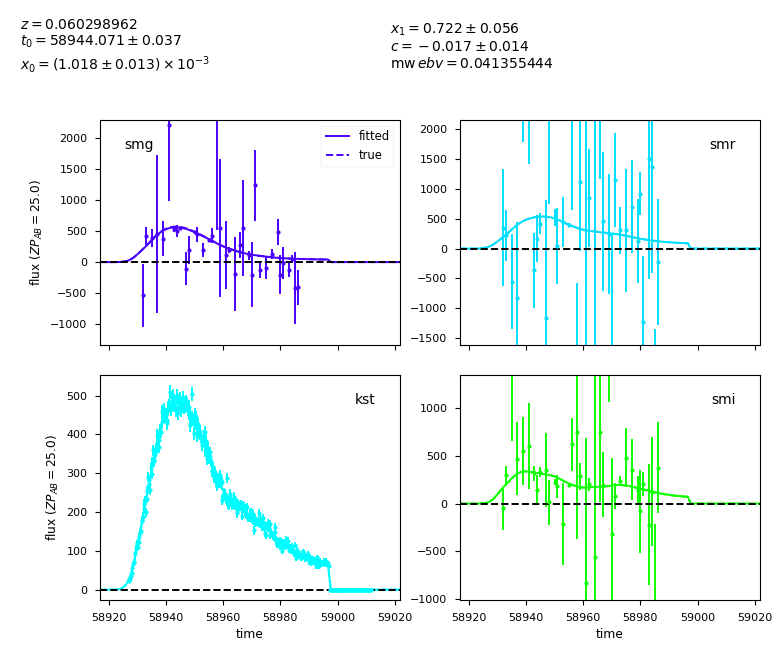 z = 0.060298962
t₀ = 58944.071 ± 0.037
x₀ = (1.018 ± 0.013) × 10⁻³
x₁ = 0.722 ± 0.056
c = −0.017 ± 0.014
mw ebv = 0.041355444
smg
fitted
true
2000
1500
1000
500
0
−500
−1000
flux (ZP_AB = 25.0)
smr
2000
1500
1000
500
0
−500
−1000
−1500
kst
500
400
300
200
100
0
flux (ZP_AB = 25.0)
58920 58940 58960 58980 59000 59020
time
smi
1000
500
0
−500
−1000
58920 58940 58960 58980 59000 59020
time